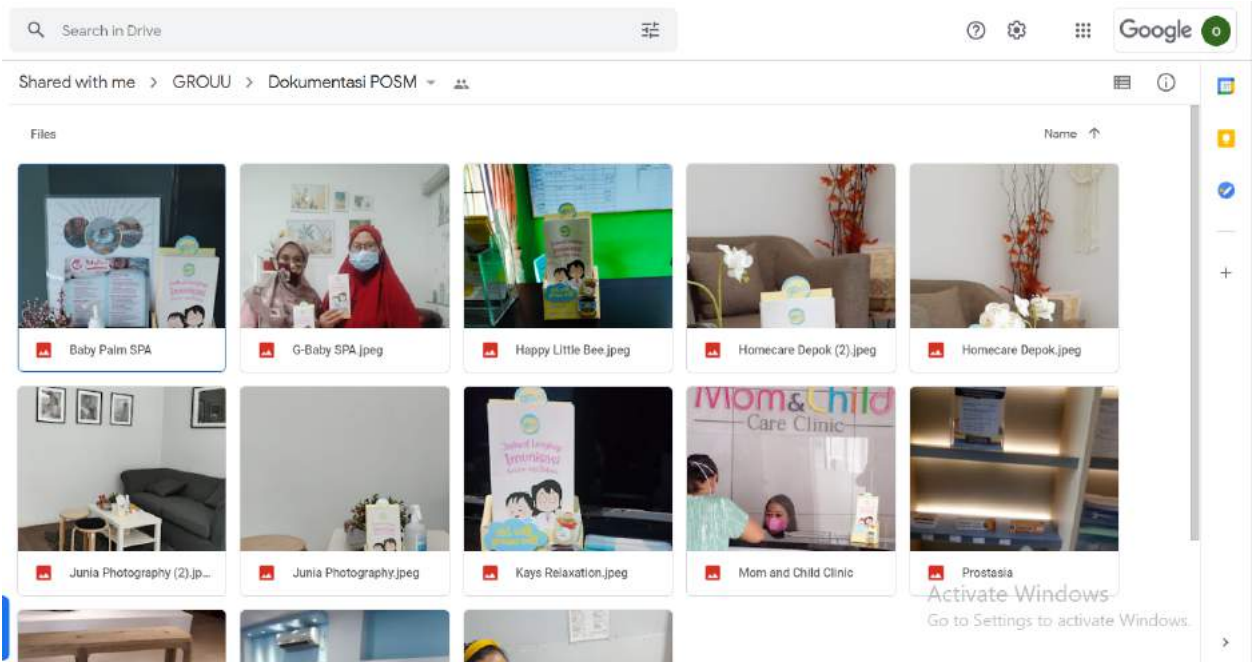 Search in Drive
Google
o
Shared with me > GROUU > Dokumentasi POSM
Files
Name
Baby Palm SPA
G-Baby SPA.jpeg
Happy Little Bee.jpeg
Homecare Depok (2).jpeg
Homecare Depok.jpeg
Imunisasi
Mom & Child
Care Clinic
Junia Photography (2).jp...
Junia Photography.jpeg
Kays Relaxation.jpeg
Mom and Child Clinic
Prostasia
Activate Windows
Go to Settings to activate Windows.